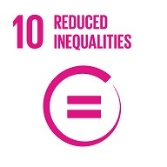 10 REDUCED
INEQUALITIES
=